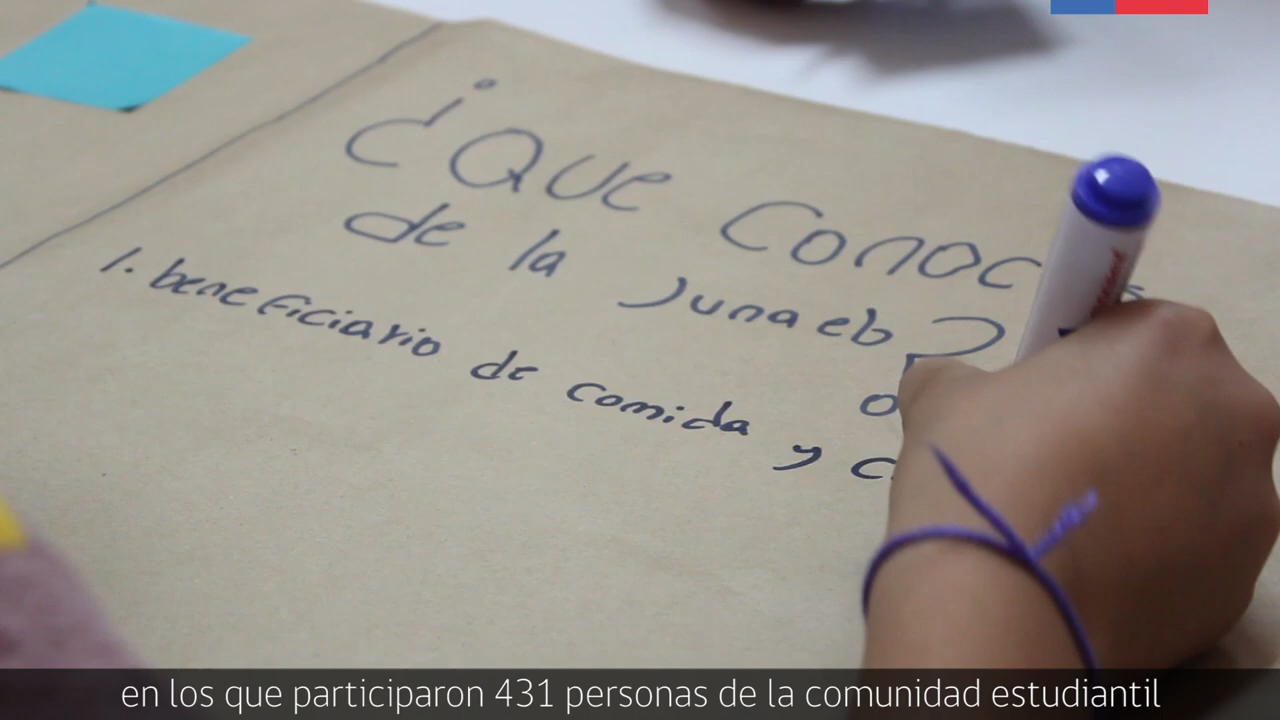 ¿Que conoc
de la Junaeb?
1. beneficiario de comida y
en los que participaron 431 personas de la comunidad estudiantil